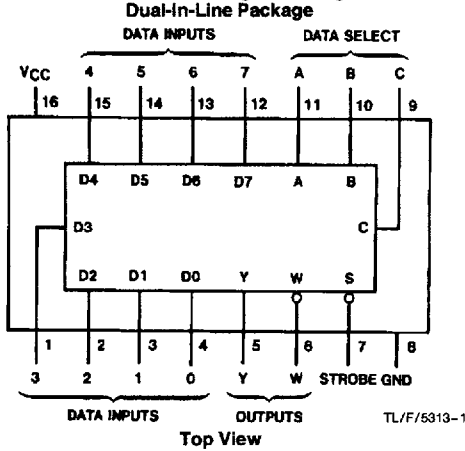 Dual-In-Line Package
DATA INPUTS DATA SELECT
VCC 4 5 6 7 A B C
16 15 14 13 12 11 10 9
D4 D5 D6 D7 A B
D3 C
D2 D1 D0 Y W S
1 2 3 4 5 6 7 8
3 2 1 0 Y W STROBE GND
DATA INPUTS OUTPUTS TL/F/5313-1
Top View